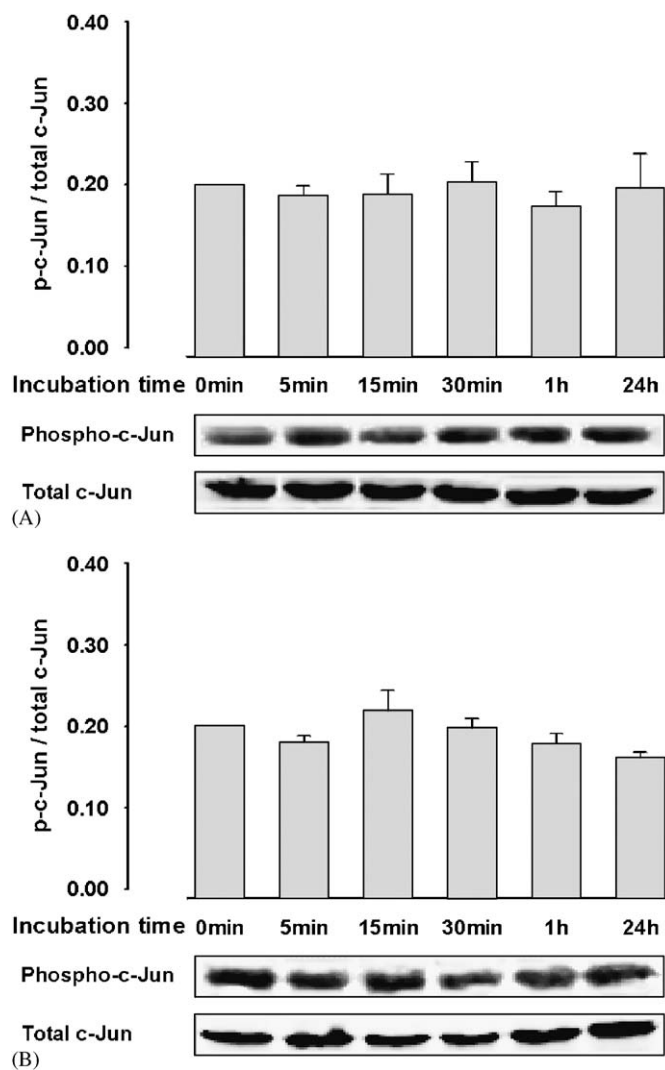 0.40
0.30
0.20
0.10
0.00
p-c-Jun / total c-Jun
Incubation time 0min 5min 15min 30min 1h 24h
Phospho-c-Jun
Total c-Jun
(A)
0.40
0.30
0.20
0.10
0.00
p-c-Jun / total c-Jun
Incubation time 0min 5min 15min 30min 1h 24h
Phospho-c-Jun
Total c-Jun
(B)